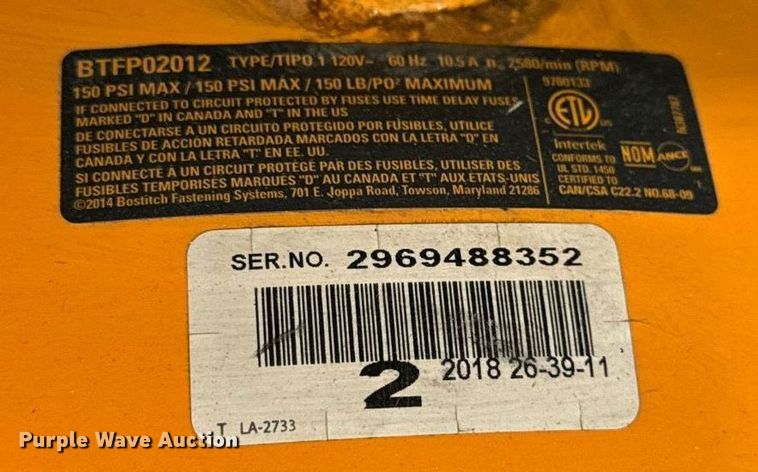 BTFP02012 TYPE/TIPO 1 120V~ 60 Hz 10.5 A n. 2580/min (RPM)
150 PSI MAX / 150 PSI MAX / 150 LB/PO² MAXIMUM
IF CONNECTED TO CIRCUIT PROTECTED BY FUSES USE TIME DELAY FUSES
MARKED "D" IN CANADA AND "T" IN THE US
DE CONECTARSE A UN CIRCUITO PROTEGIDO POR FUSIBLES, UTILICE
FUSIBLES DE ACCIÓN RETARDADA MARCADOS CON LA LETRA "D" EN
CANADA Y CON LA LETRA "T" EN EE. UU.
SI CONNECTE A UN CIRCUIT PROTÉGÉ PAR DES FUSIBLES, UTILISER DES
FUSIBLES TEMPORISES MARQUES "D" AU CANADA ET "T" AUX ETATS-UNIS
©2014 Bostitch Fastening Systems, 701 E. Joppa Road, Towson, Maryland 21286
9700133
ETL
Intertek
CONFORMS TO
UL STD. 1450
CERTIFIED TO
CAN/CSA C22.2 NO.68-09
NOM ANCE
SER.NO. 2969488352
2 2018 26-39-11
T LA-2733
Purple Wave Auction